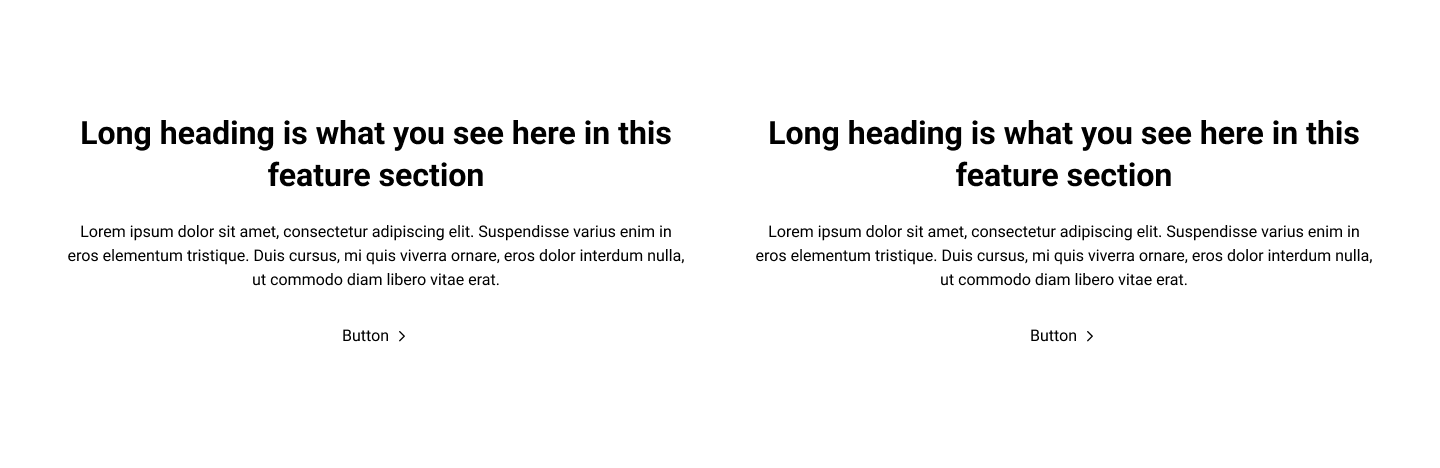 Long heading is what you see here in this
feature section
Lorem ipsum dolor sit amet, consectetur adipiscing elit. Suspendisse varius enim in
eros elementum tristique. Duis cursus, mi quis viverra ornare, eros dolor interdum nulla,
ut commodo diam libero vitae erat.
Button
Long heading is what you see here in this
feature section
Lorem ipsum dolor sit amet, consectetur adipiscing elit. Suspendisse varius enim in
eros elementum tristique. Duis cursus, mi quis viverra ornare, eros dolor interdum nulla,
ut commodo diam libero vitae erat.
Button